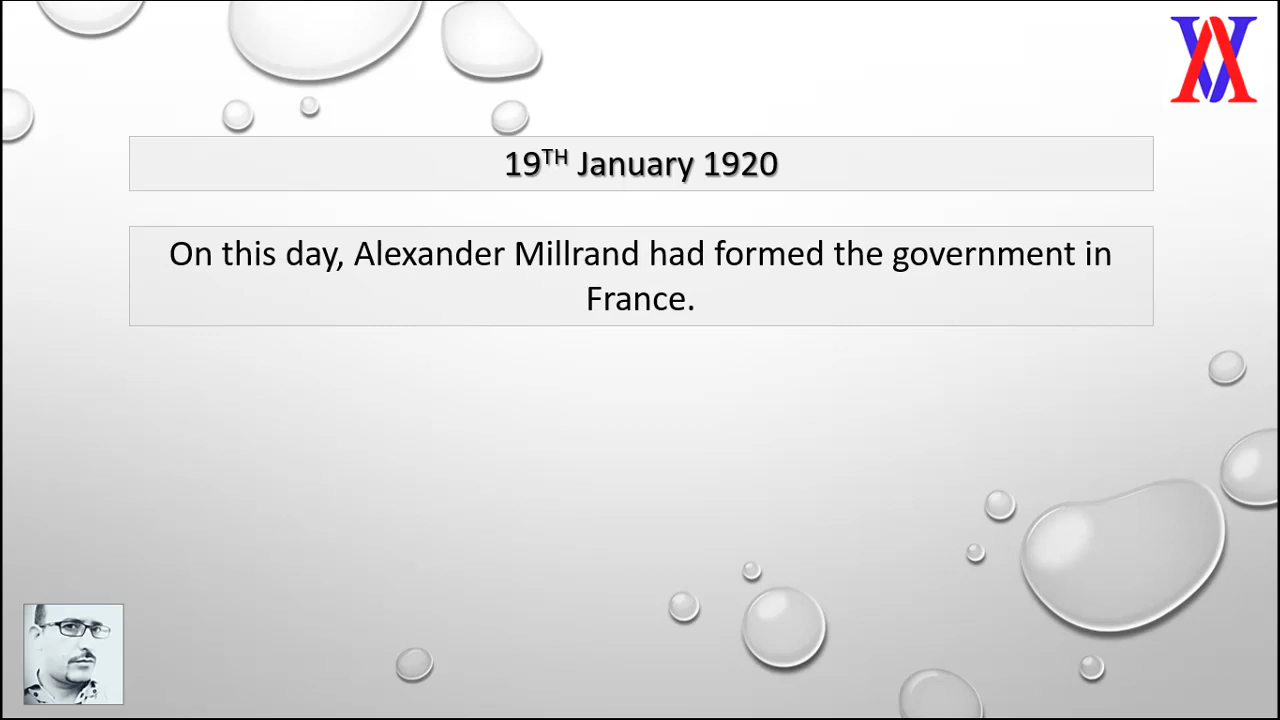 19TH January 1920
On this day, Alexander Millrand had formed the government in
France.